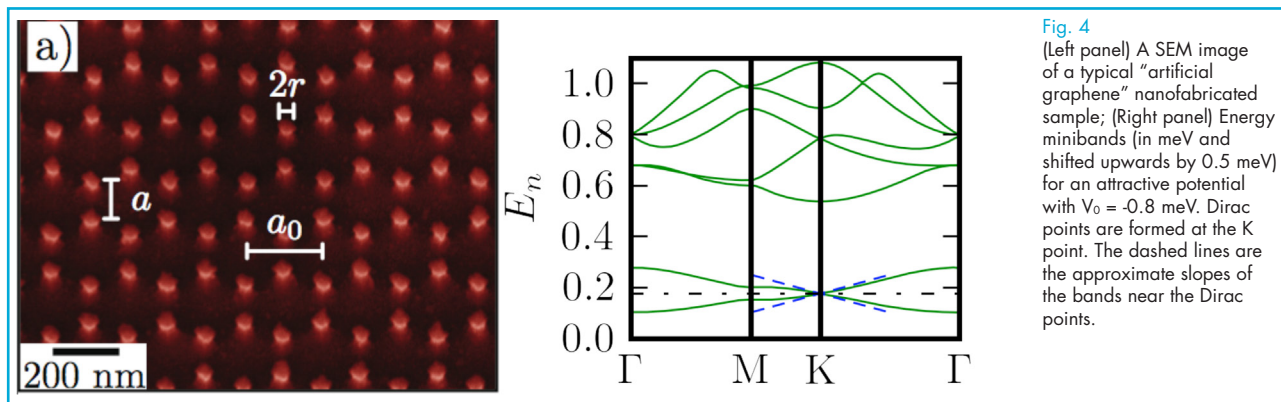 a)
2r
a
a₀
200 nm
Eₙ
1.0
0.8
0.6
0.4
0.2
0.0
Γ M K Γ
Fig. 4
(Left panel) A SEM image
of a typical “artificial
graphene” nanofabricated
sample; (Right panel) Energy
minibands (in meV and
shifted upwards by 0.5 meV)
for an attractive potential
with V₀ = -0.8 meV. Dirac
points are formed at the K
point. The dashed lines are
the approximate slopes of
the bands near the Dirac
points.